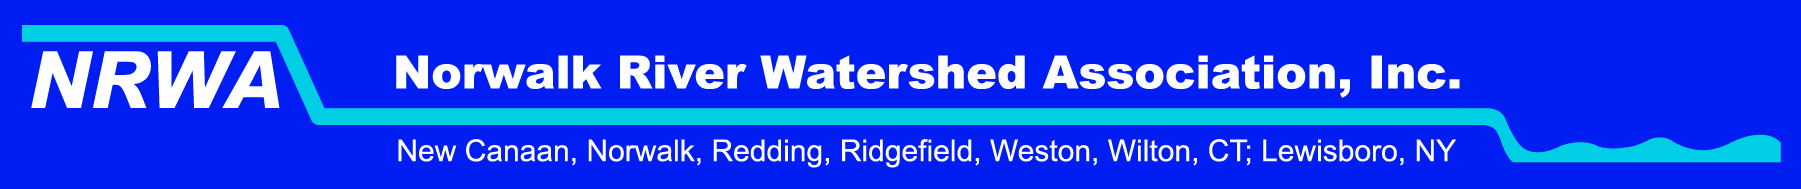 NRWA
Norwalk River Watershed Association, Inc.
New Canaan, Norwalk, Redding, Ridgefield, Weston, Wilton, CT; Lewisboro, NY